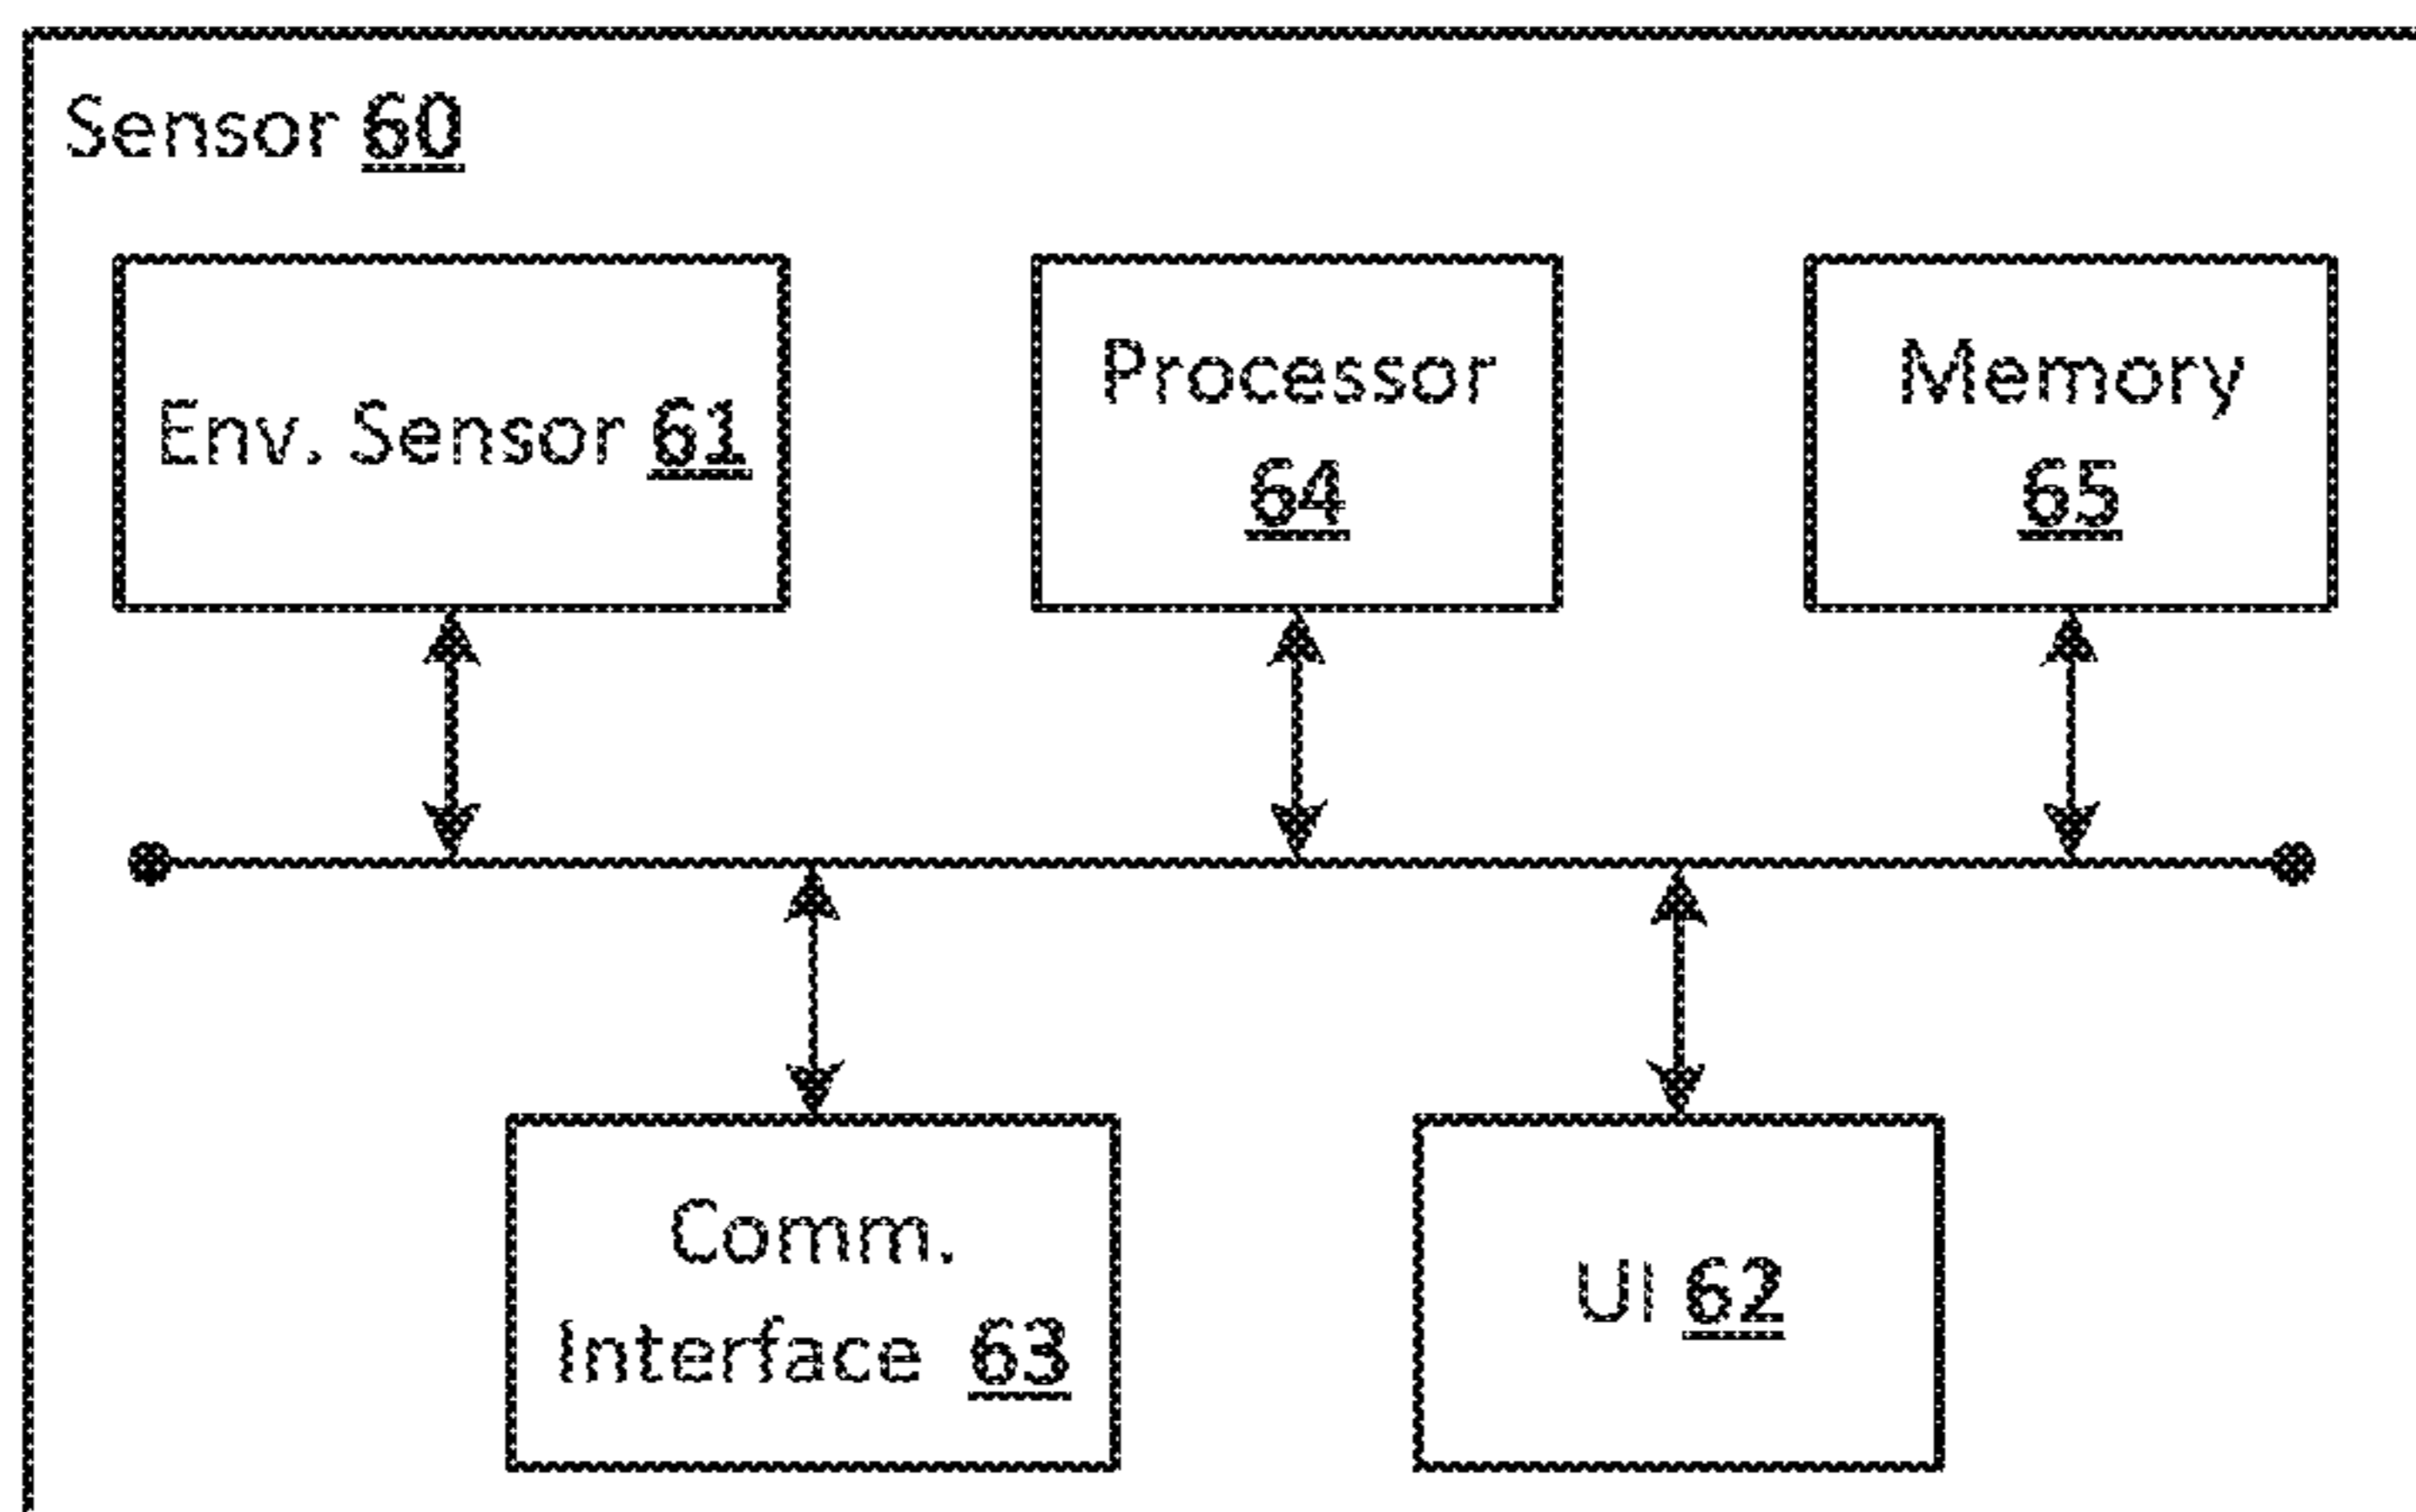 Sensor 60
Env. Sensor 61
Processor
64
Memory
65
Comm.
Interface 63
UI 62